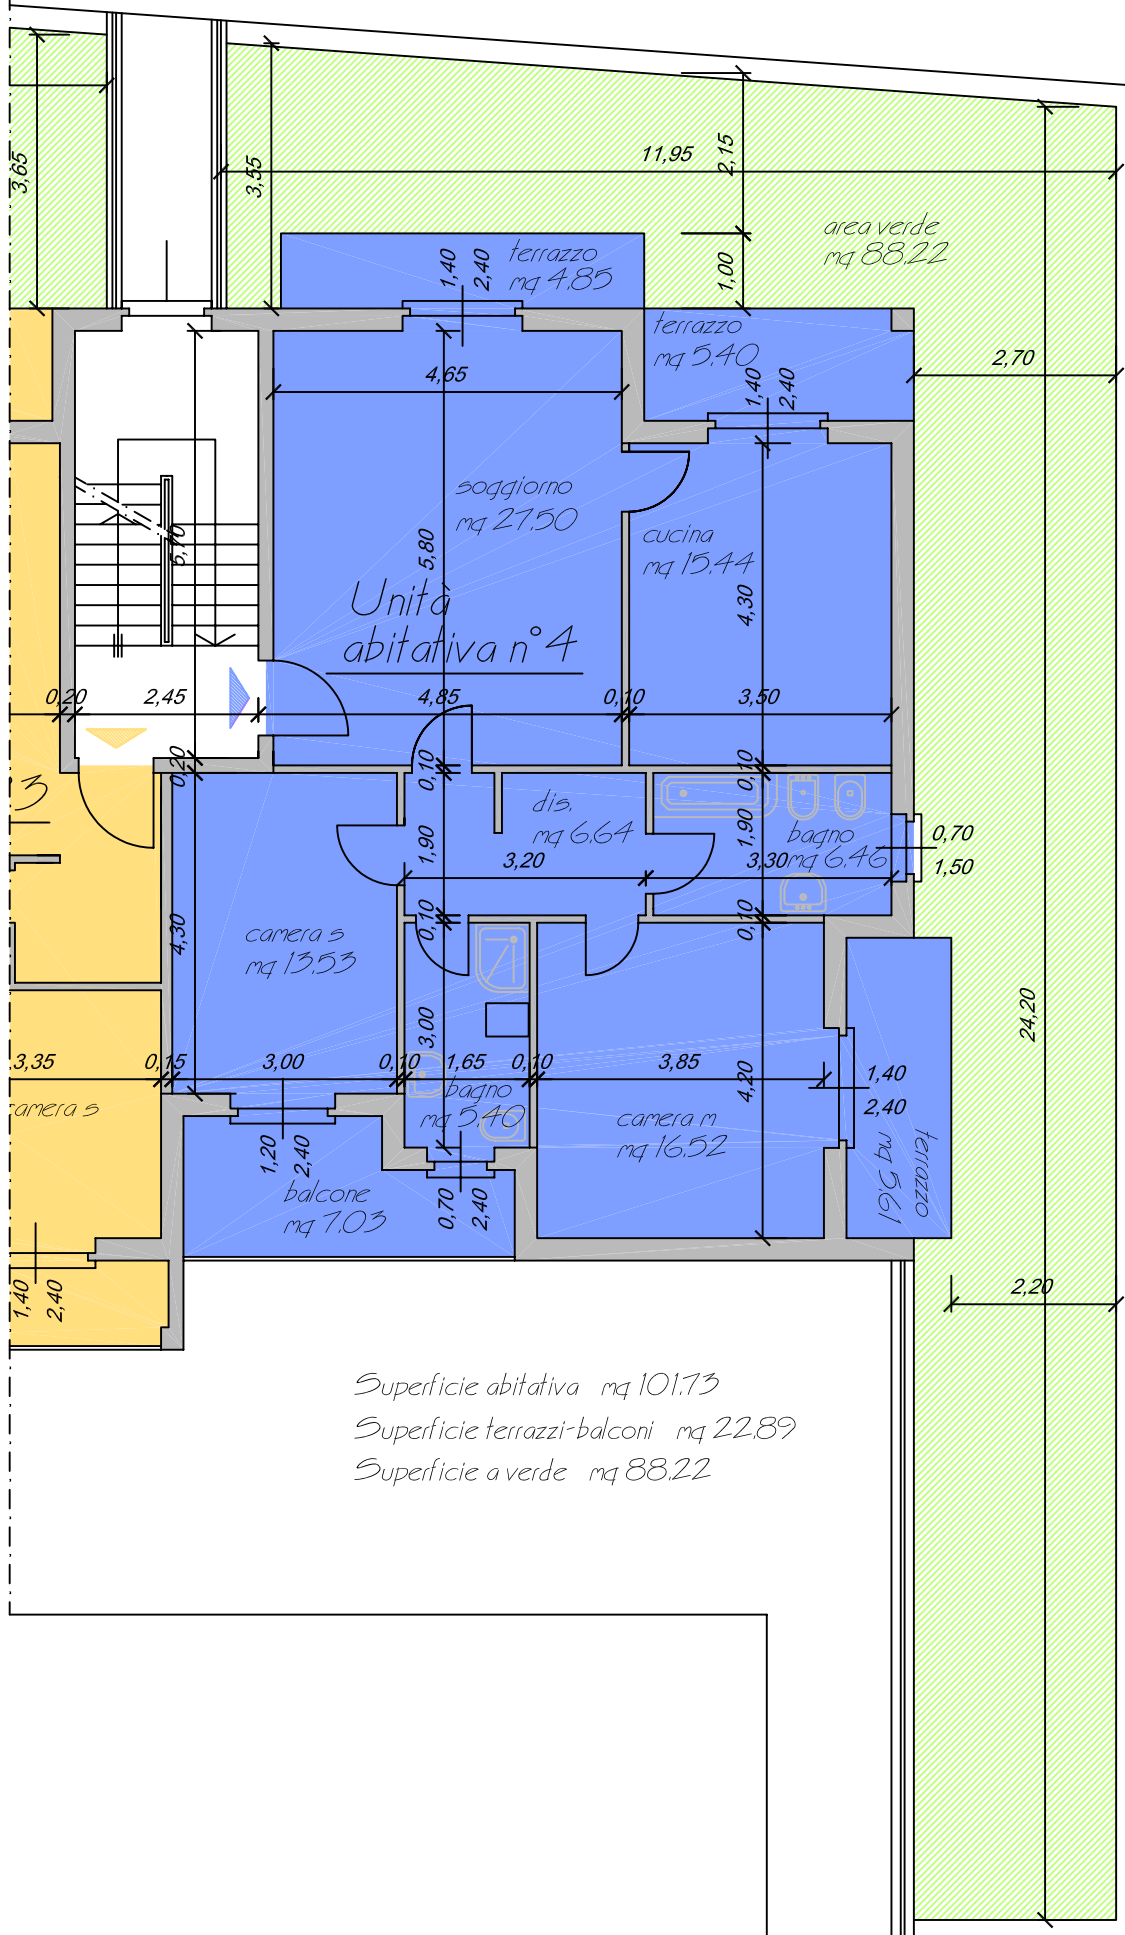 3,65
3,55
11,95
2,15
area verde
mq 88.22
terrazzo
mq 4.85
1,40
2,40
1,00
terrazzo
mq 5.40
2,70
4,65
1,40
2,40
soggiorno
mq 27.50
5,70
5,80
cucina
mq 15.44
4,30
Unità
abitativa n°4
0,20
2,45
4,85
0,10
3,50
0,20
0,10
0,10
3
dis.
mq 6.64
1,90
3,20
1,90
bagno
mq 6.46
3,30
0,70
1,50
0,10
0,10
4,30
camera s
mq 13.53
3,00
24,20
3,35
0,15
3,00
0,10
1,65
0,10
3,85
4,20
1,40
2,40
camera s
bagno
mq 5.40
camera m
mq 16.52
terrazzo
mq 5.61
1,20
2,40
balcone
mq 7.03
0,70
2,40
1,40
2,40
2,20
Superficie abitativa mq 101.73
Superficie terrazzi-balconi mq 22.89
Superficie a verde mq 88.22